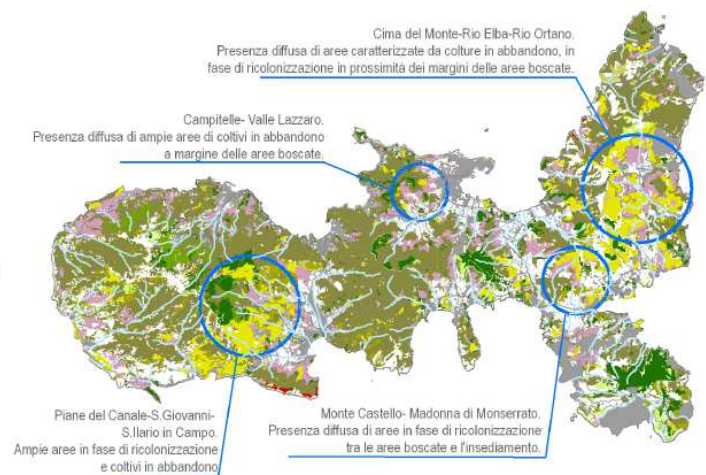 Cima del Monte-Rio Elba-Rio Ortano.
Presenza diffusa di aree caratterizzate da colture in abbandono, in
fase di ricolonizzazione in prossimità dei margini delle aree boscate.
Campitelle- Valle Lazzaro.
Presenza diffusa di ampie aree di coltivi in abbandono
a margine delle aree boscate.
Piane del Canale-S.Giovanni-
S.Ilario in Campo.
Ampie aree in fase di ricolonizzazione
e coltivi in abbandono
Monte Castello- Madonna di Monserrato.
Presenza diffusa di aree in fase di ricolonizzazione
tra le aree boscate e l'insediamento.